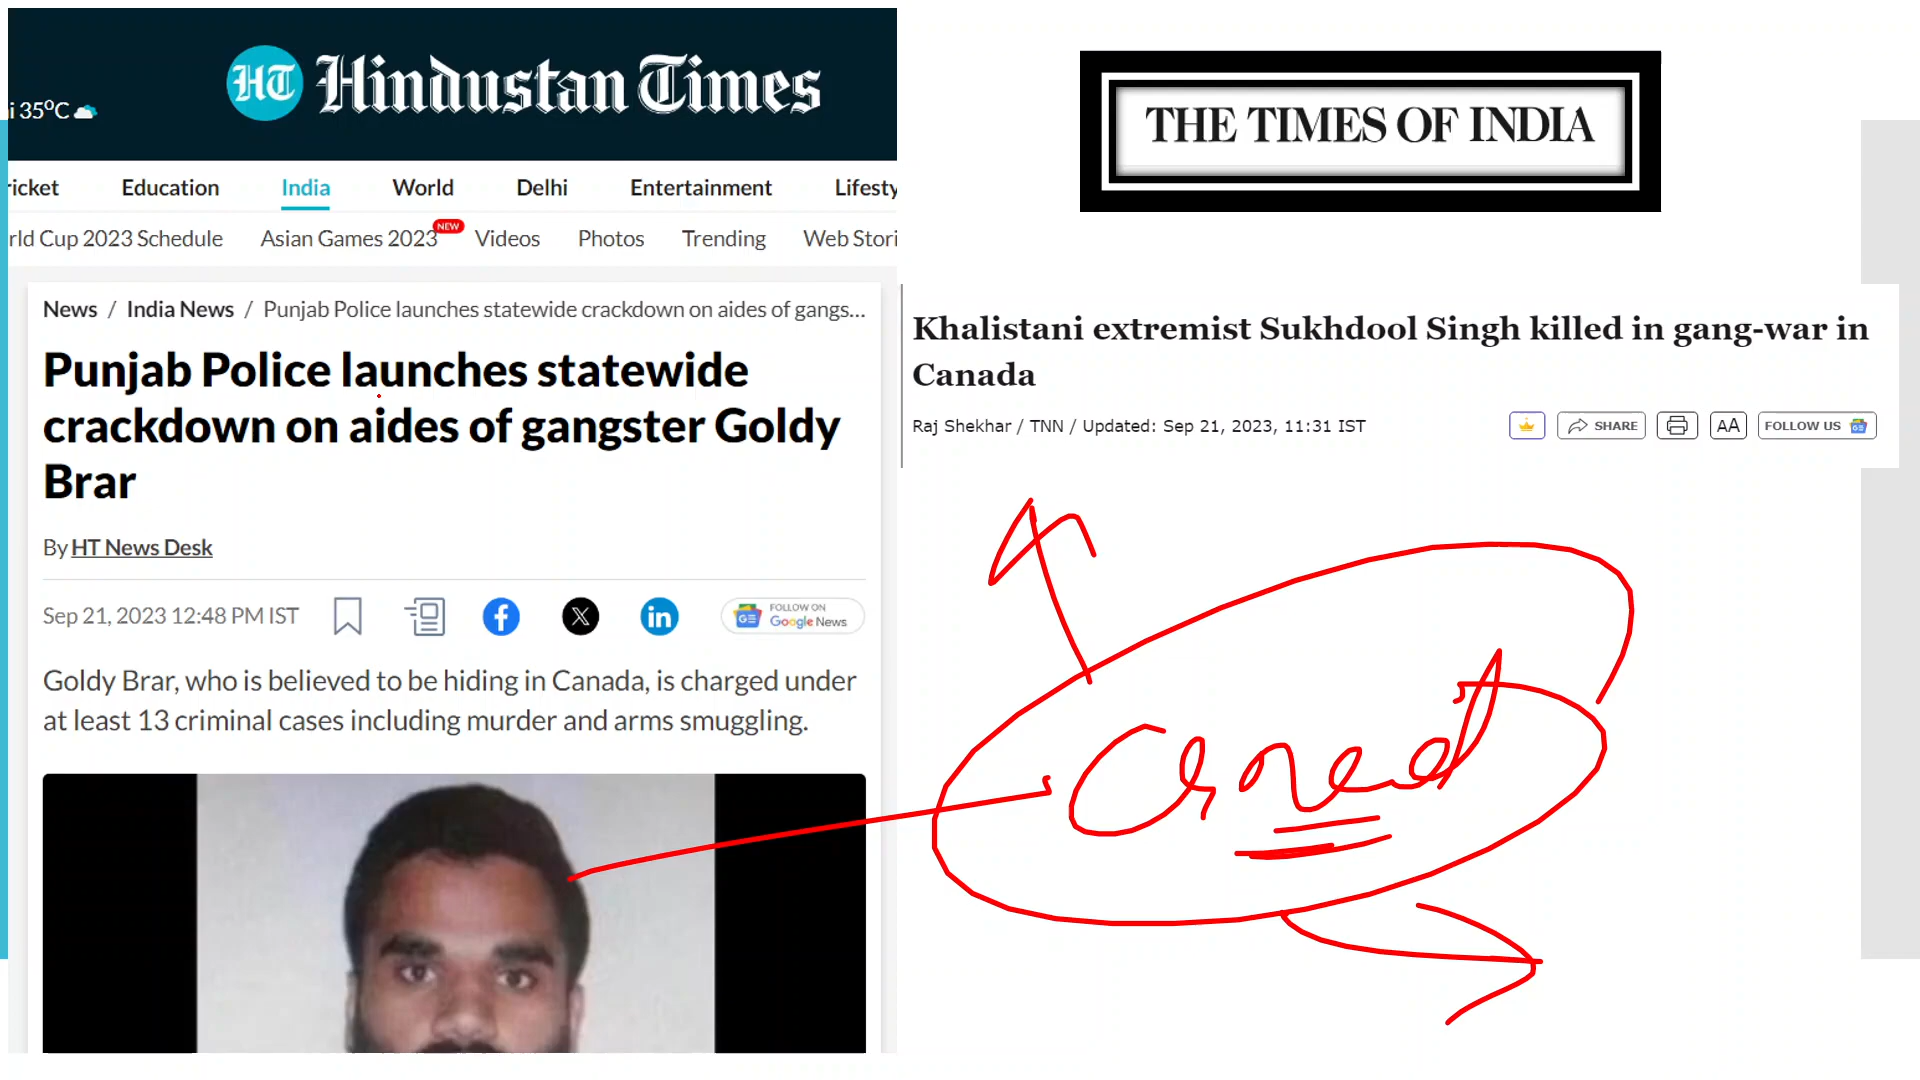 HT Hindustan Times
i 35°C
ricket Education India World Delhi Entertainment Lifesty
rld Cup 2023 Schedule Asian Games 2023 NEW Videos Photos Trending Web Stori
News / India News / Punjab Police launches statewide crackdown on aides of gangs...
Punjab Police launches statewide
crackdown on aides of gangster Goldy
Brar
By HT News Desk
Sep 21, 2023 12:48 PM IST
FOLLOW ON
Google News
Goldy Brar, who is believed to be hiding in Canada, is charged under
at least 13 criminal cases including murder and arms smuggling.
THE TIMES OF INDIA
Khalistani extremist Sukhdool Singh killed in gang-war in
Canada
Raj Shekhar / TNN / Updated: Sep 21, 2023, 11:31 IST
SHARE AA FOLLOW US